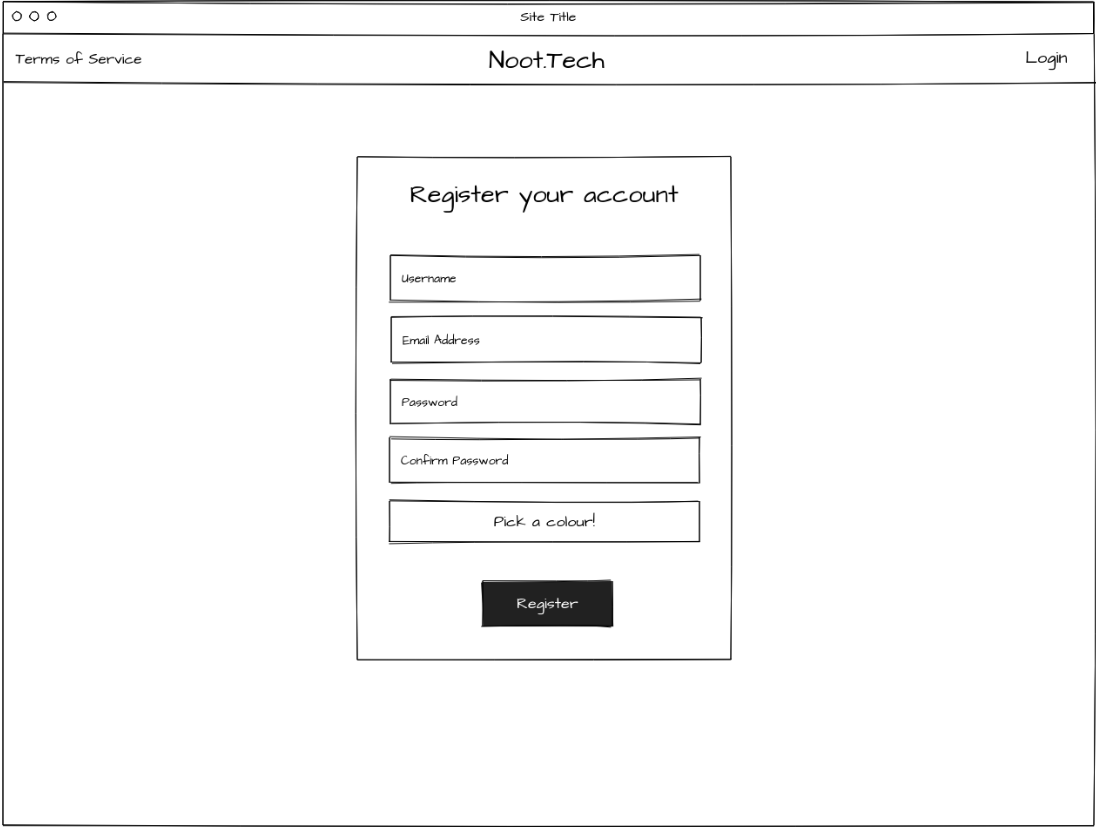 Site Title
Terms of Service
Noot.Tech
Login
Register your account
Username
Email Address
Password
Confirm Password
Pick a colour!
Register